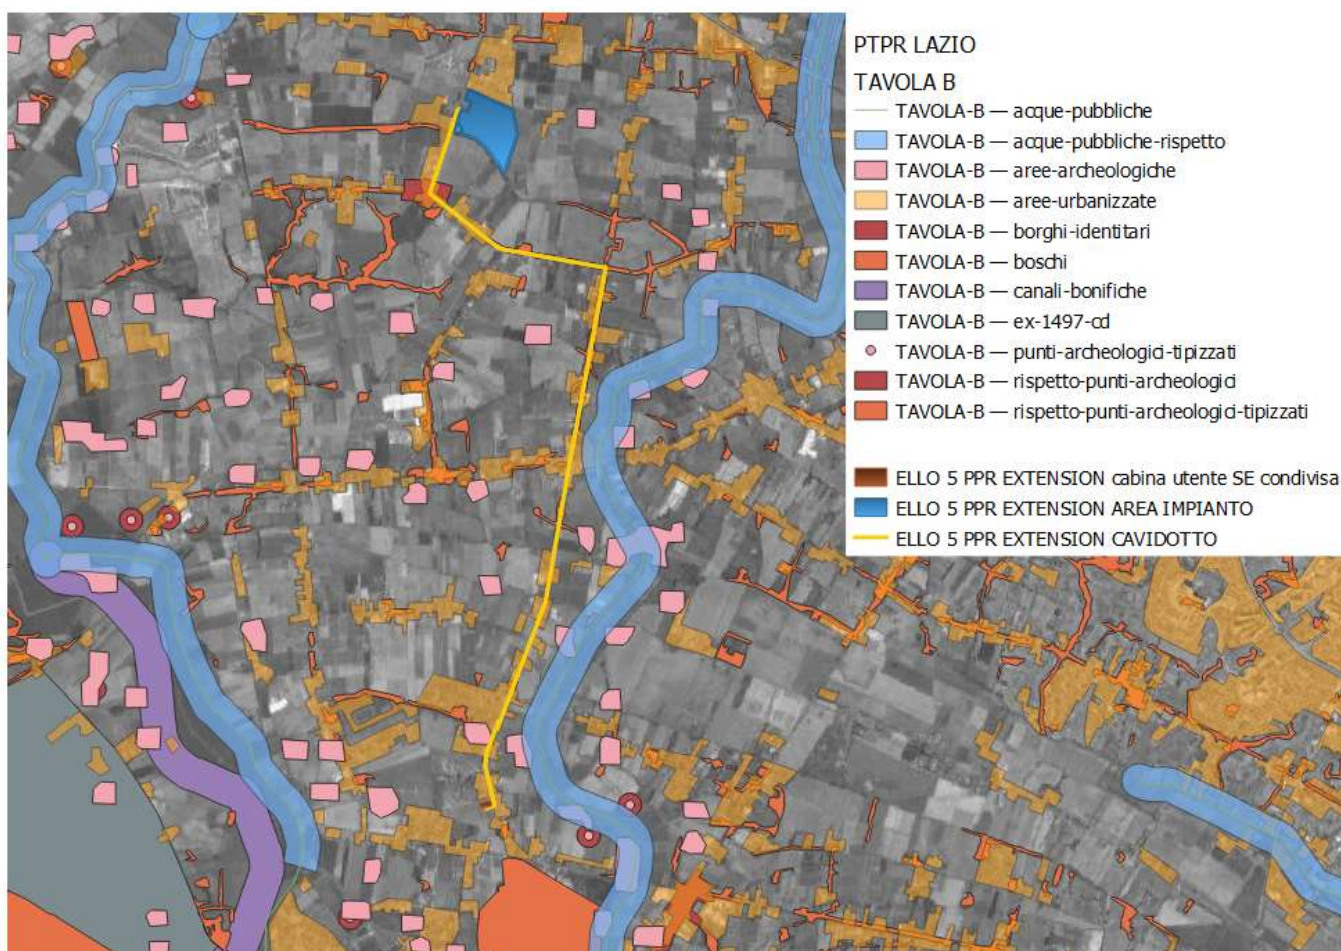 PTPR LAZIO
TAVOLA B
TAVOLA-B — acque-pubbliche
TAVOLA-B — acque-pubbliche-rispetto
TAVOLA-B — aree-archeologiche
TAVOLA-B — aree-urbanizzate
TAVOLA-B — borghi-identitari
TAVOLA-B — boschi
TAVOLA-B — canali-bonifiche
TAVOLA-B — ex-1497-cd
TAVOLA-B — punti-archeologici-tipizzati
TAVOLA-B — rispetto-punti-archeologici
TAVOLA-B — rispetto-punti-archeologici-tipizzati
ELLO 5 PPR EXTENSION cabina utente SE condivisa
ELLO 5 PPR EXTENSION AREA IMPIANTO
ELLO 5 PPR EXTENSION CAVIDOTTO